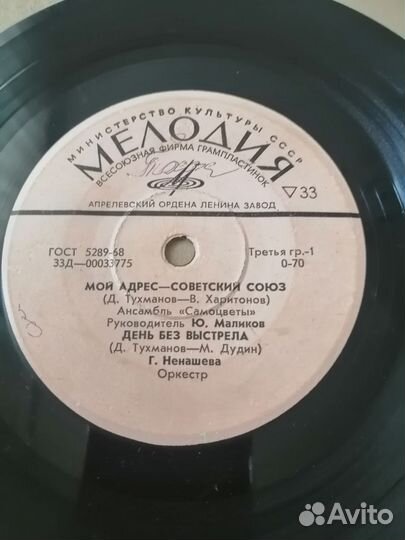 МИНИСТЕРСТВО КУЛЬТУРЫ СССР
МЕЛОДИЯ
ВСЕСОЮЗНАЯ ФИРМА ГРАМПЛАСТИНОК
▽33
АПРЕЛЕВСКИЙ ОРДЕНА ЛЕНИНА ЗАВОД
ГОСТ 5289-68
33Д—00033775
Третья гр.-1
0-70
МОЙ АДРЕС—СОВЕТСКИЙ СОЮЗ
(Д. Тухманов—В. Харитонов)
Ансамбль «Самоцветы»
Руководитель Ю. Маликов
ДЕНЬ БЕЗ ВЫСТРЕЛА
(Д. Тухманов—М. Дудин)
Г. Ненашева
Оркестр
Avito